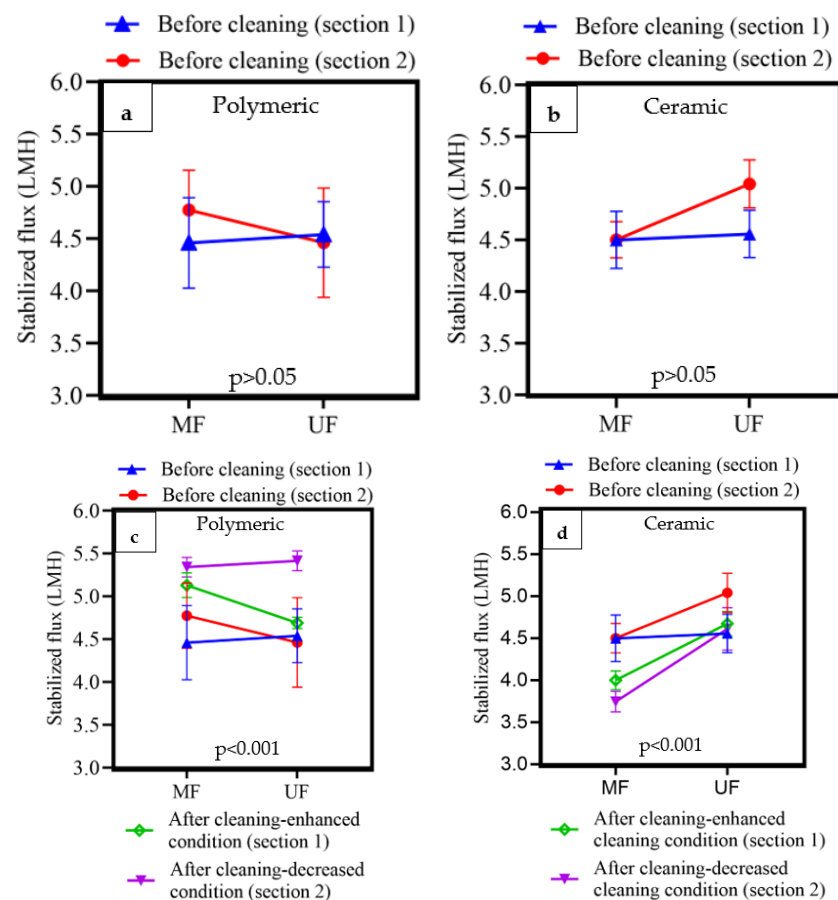 Before cleaning (section 1)
Before cleaning (section 2)
a
Polymeric
Stabilized flux (LMH)
6.0
5.5
5.0
4.5
4.0
3.5
3.0
p>0.05
MF
UF
Before cleaning (section 1)
Before cleaning (section 2)
b
Ceramic
Stabilized flux (LMH)
6.0
5.5
5.0
4.5
4.0
3.5
3.0
p>0.05
MF
UF
Before cleaning (section 1)
Before cleaning (section 2)
c
Polymeric
Stabilized flux (LMH)
6.0
5.5
5.0
4.5
4.0
3.5
3.0
p<0.001
MF
UF
After cleaning-enhanced
condition (section 1)
After cleaning-decreased
condition (section 2)
Before cleaning (section 1)
Before cleaning (section 2)
d
Ceramic
Stabilized flux (LMH)
6.0
5.5
5.0
4.5
4.0
3.5
3.0
p<0.001
MF
UF
After cleaning-enhanced
cleaning condition (section 1)
After cleaning-decreased
cleaning condition (section 2)